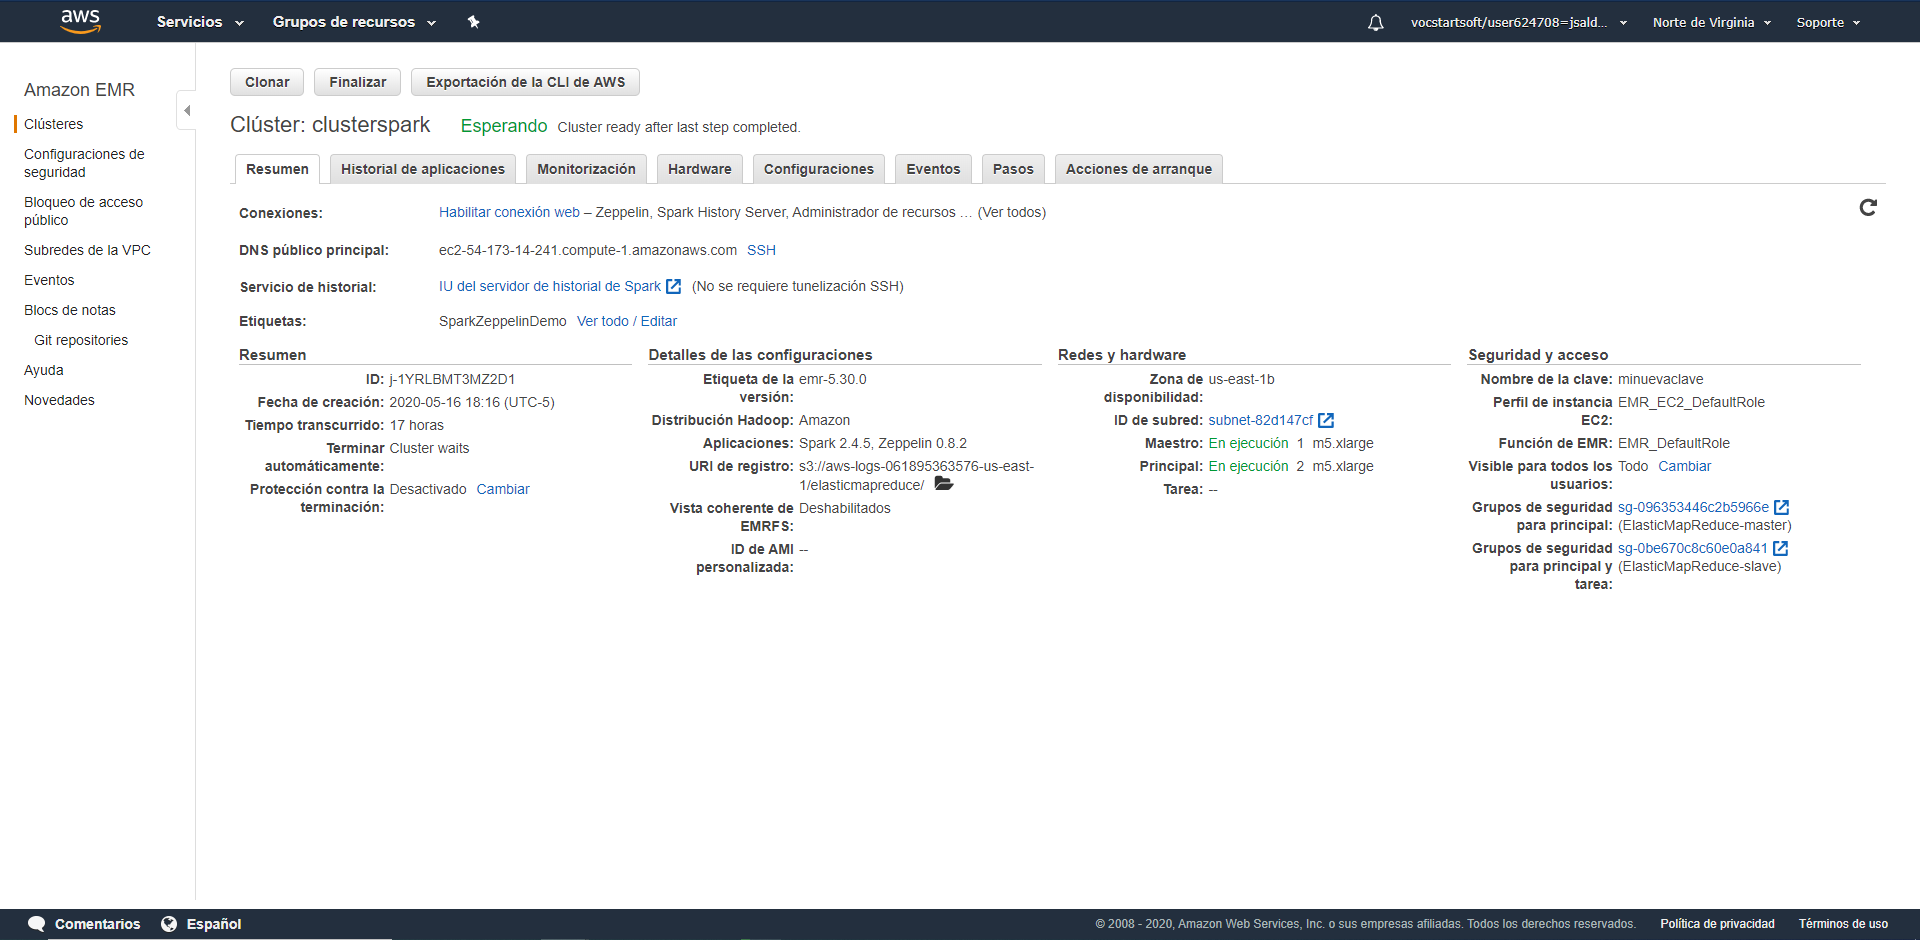 aws Servicios Grupos de recursos vocstartsoft/user624708=jsald... Norte de Virginia Soporte
Amazon EMR
Clústeres
Configuraciones de
seguridad
Bloqueo de acceso
público
Subredes de la VPC
Eventos
Blocs de notas
Git repositories
Ayuda
Novedades
Clonar Finalizar Exportación de la CLI de AWS
Clúster: clusterspark Esperando Cluster ready after last step completed.
Resumen Historial de aplicaciones Monitorización Hardware Configuraciones Eventos Pasos Acciones de arranque
Conexiones: Habilitar conexión web – Zeppelin, Spark History Server, Administrador de recursos … (Ver todos)
DNS público principal: ec2-54-173-14-241.compute-1.amazonaws.com SSH
Servicio de historial: IU del servidor de historial de Spark (No se requiere tunelización SSH)
Etiquetas: SparkZeppelinDemo Ver todo / Editar
Resumen
ID: j-1YRLBMT3MZ2D1
Fecha de creación: 2020-05-16 18:16 (UTC-5)
Tiempo transcurrido: 17 horas
Terminar Cluster waits
automáticamente:
Protección contra la Desactivado Cambiar
terminación:
Detalles de las configuraciones
Etiqueta de la emr-5.30.0
versión:
Distribución Hadoop: Amazon
Aplicaciones: Spark 2.4.5, Zeppelin 0.8.2
URI de registro: s3://aws-logs-061895363576-us-east-
1/elasticmapreduce/
Vista coherente de Deshabilitados
EMRFS:
ID de AMI --
personalizada:
Redes y hardware
Zona de us-east-1b
disponibilidad:
ID de subred: subnet-82d147cf
Maestro: En ejecución 1 m5.xlarge
Principal: En ejecución 2 m5.xlarge
Tarea: --
Seguridad y acceso
Nombre de la clave: minuevaclave
Perfil de instancia EMR_EC2_DefaultRole
EC2:
Función de EMR: EMR_DefaultRole
Visible para todos los Todo Cambiar
usuarios:
Grupos de seguridad sg-096353446c2b5966e
para principal: (ElasticMapReduce-master)
Grupos de seguridad sg-0be670c8c60e0a841
para principal y (ElasticMapReduce-slave)
tarea:
Comentarios Español © 2008 - 2020, Amazon Web Services, Inc. o sus empresas afiliadas. Todos los derechos reservados. Política de privacidad Términos de uso